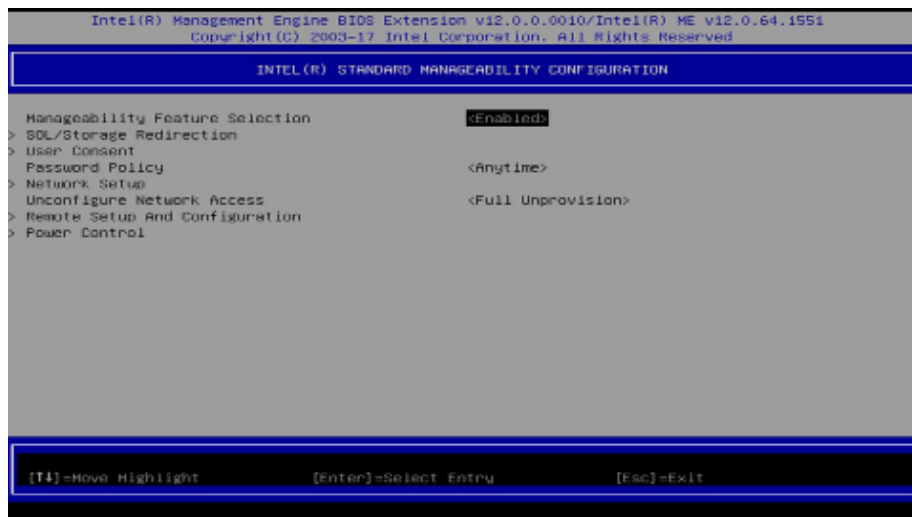 Intel(R) Management Engine BIOS Extension v12.0.0.0010/Intel(R) ME v12.0.64.1551
Copyright(C) 2003-17 Intel Corporation. All Rights Reserved
INTEL(R) STANDARD MANAGEABILITY CONFIGURATION
Manageability Feature Selection <Enabled>
> SOL/Storage Redirection
> User Consent
Password Policy <Anytime>
> Network Setup
Unconfigure Network Access <Full Unprovision>
> Remote Setup And Configuration
> Power Control
[↑↓]=Move Highlight [Enter]=Select Entry [Esc]=Exit